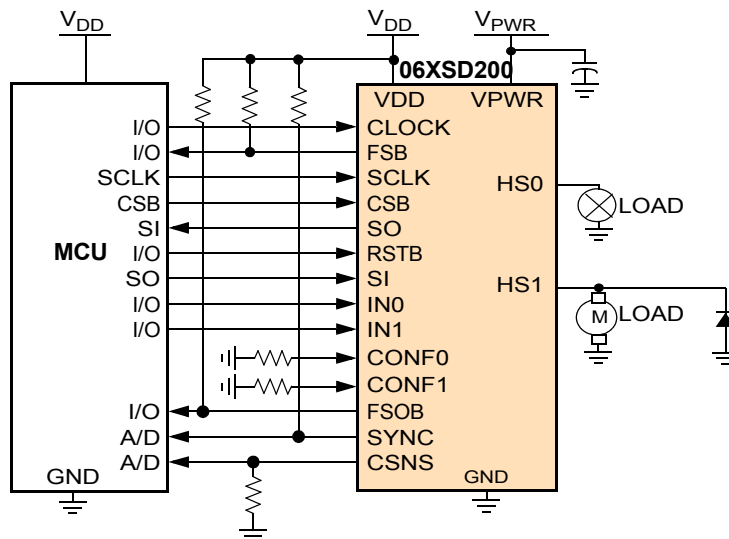 VDD VDD VPWR
06XSD200
VDD VPWR
I/O CLOCK
I/O FSB
SCLK SCLK
CSB CSB
HS0
LOAD
SI SO
MCU
I/O RSTB
SO SI
HS1
I/O IN0
M LOAD
I/O IN1
CONF0
CONF1
I/O FSOB
A/D SYNC
A/D CSNS
GND GND